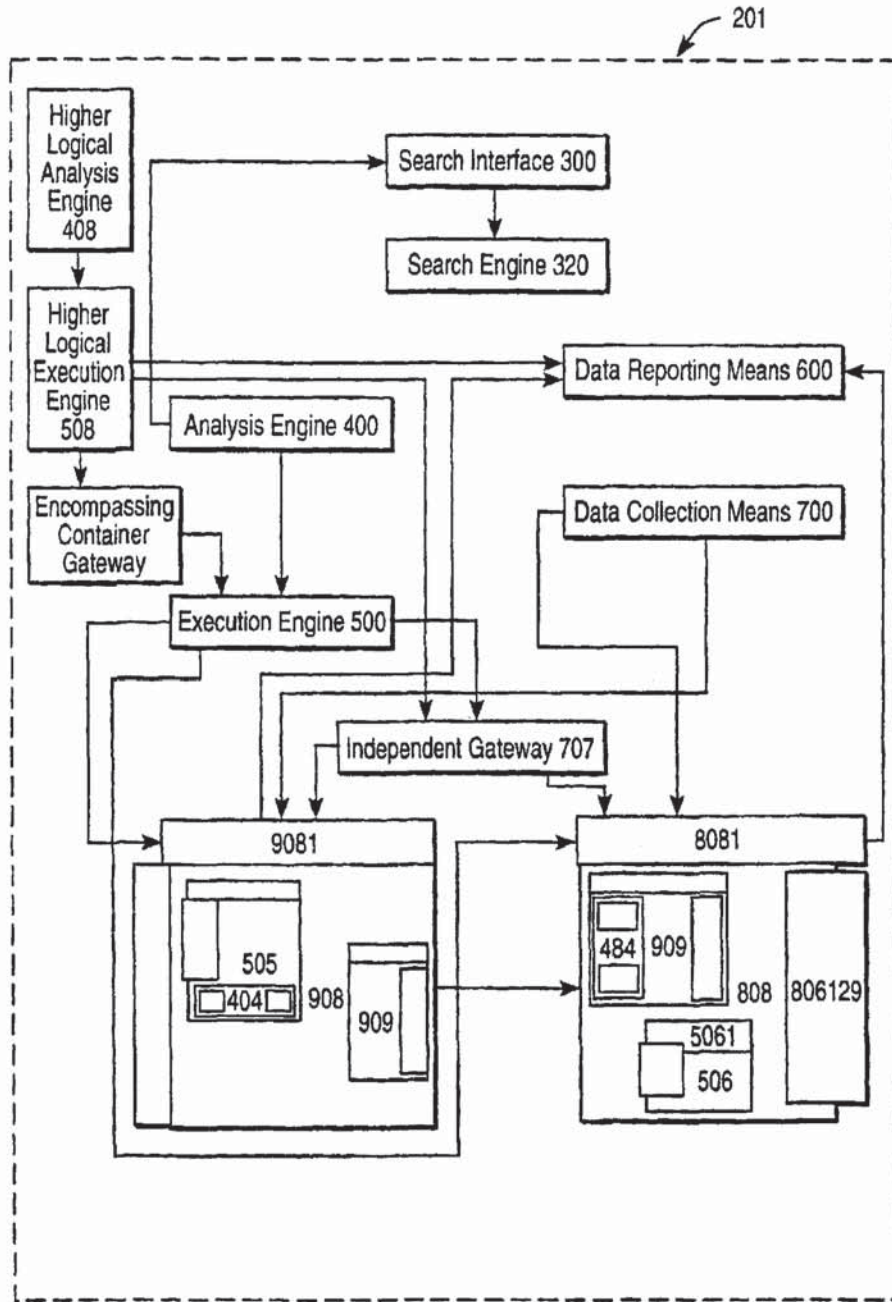 201
Higher
Logical
Analysis
Engine
408
Search Interface 300
Search Engine 320
Higher
Logical
Execution
Engine
508
Data Reporting Means 600
Analysis Engine 400
Encompassing
Container
Gateway
Data Collection Means 700
Execution Engine 500
Independent Gateway 707
9081
8081
505
404
908
909
484
909
808
806129
5061
506